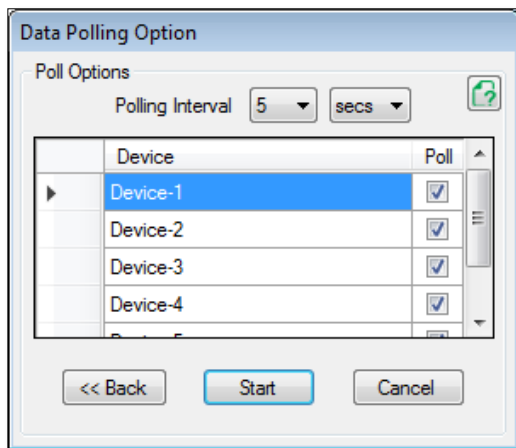 Data Polling Option
Poll Options
Polling Interval 5 secs
Device Poll
Device-1
Device-2
Device-3
Device-4
<< Back Start Cancel